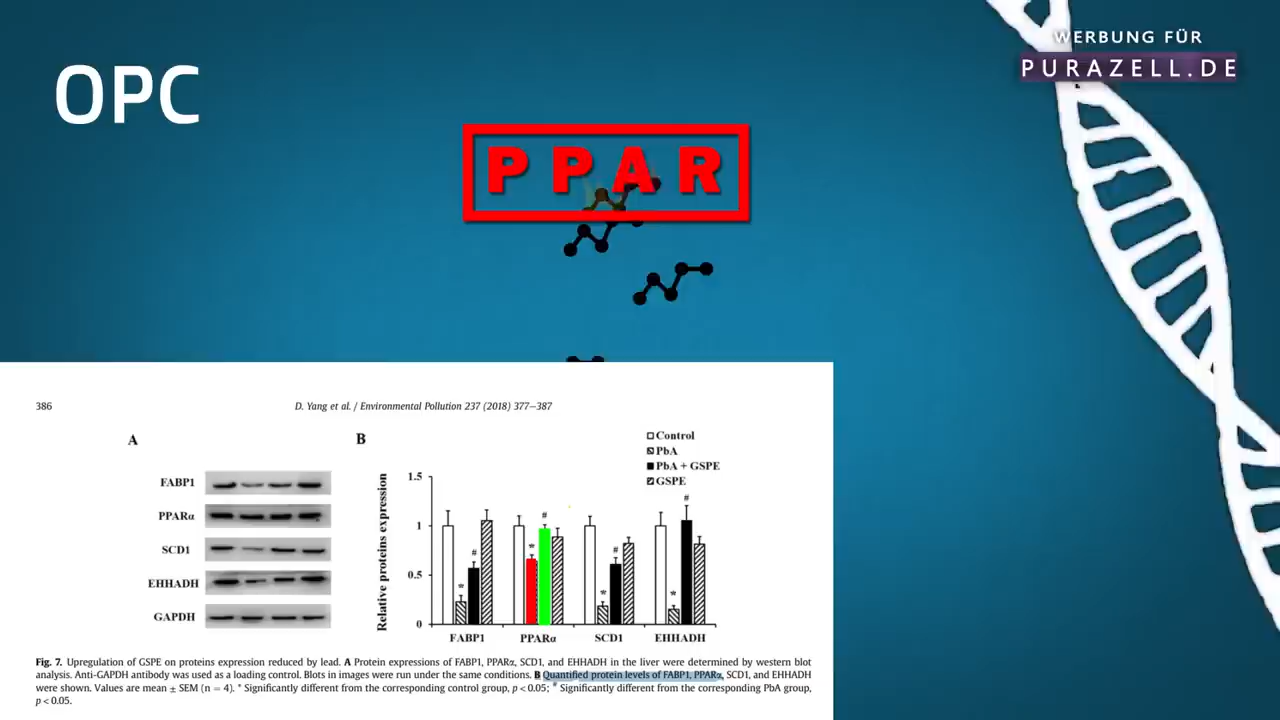 WERBUNG FÜR
PURAZELL.DE
OPC
PPAR
386
D. Yang et al. / Environmental Pollution 237 (2018) 377–387
A
B
Control
PbA
PbA + GSPE
GSPE
FABP1
PPARα
SCD1
EHHADH
GAPDH
Relative proteins expression
1.5
1
0.5
0
*
#
*
#
*
#
*
#
FABP1
PPARα
SCD1
EHHADH
Fig. 7. Upregulation of GSPE on proteins expression reduced by lead. A Protein expressions of FABP1, PPARα, SCD1, and EHHADH in the liver were determined by western blot
analysis. Anti-GAPDH antibody was used as a loading control. Blots in images were run under the same conditions. B Quantified protein levels of FABP1, PPARα, SCD1, and EHHADH
were shown. Values are mean ± SEM (n = 4). * Significantly different from the corresponding control group, p < 0.05; # Significantly different from the corresponding PbA group,
p < 0.05.